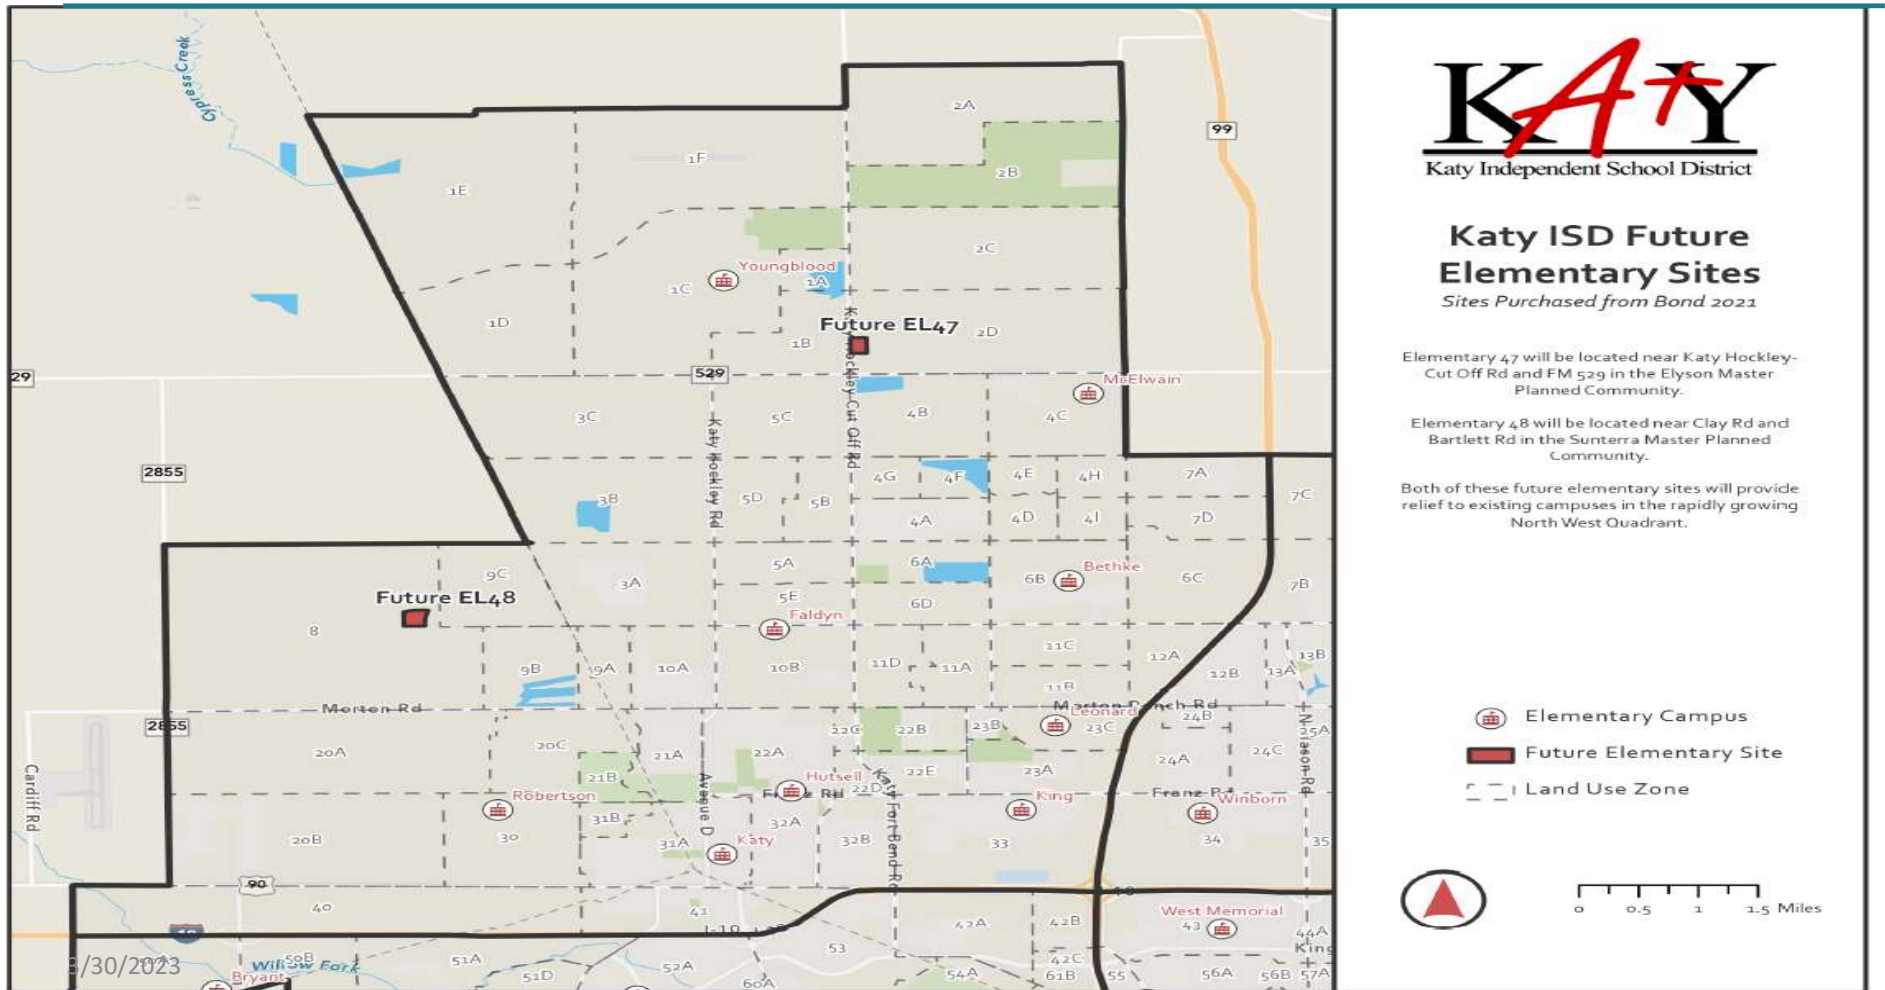 Cypress Creek
2A
99
1F
2B
1E
2C
Youngblood
1A
1C
1D
Future EL47
2D
1B
29
529
McElwain
3C
5C
4B
4C
Katy Hockley Rd
Katy Hockley Cut Off Rd
2855
4G
4F
4E
4H
7A
3B
5D
5B
7C
4A
4D
4I
7D
5A
6A
Bethke
9C
3A
6B
6C
7B
Future EL48
5E
6D
Faldyn
8
11C
13B
9B
9A
10A
10B
11D
11A
12A
12B
13A
11B
Morton Rd
Morton Ranch Rd
Leonard
2855
24B
20A
20C
21A
22A
22C
22B
23B
23C
25A
24A
24C
N Mason Rd
Cardiff Rd
21B
Hutsell
22E
23A
Avenue D
Franz Rd
22D
Katy Fort Bend Rd
Robertson
King
Franz Rd
Winborn
31B
32A
20B
30
31A
Katy
32B
33
34
35
90
40
41
42A
42B
West Memorial
43
44A
I-10
53
King
3/30/2023
50B
Willow Fork
51A
51D
52A
42C
54A
61B
55
56A
56B
57A
Bryant
60A
KAtY
Katy Independent School District
Katy ISD Future
Elementary Sites
Sites Purchased from Bond 2021
Elementary 47 will be located near Katy Hockley-
Cut Off Rd and FM 529 in the Elyson Master
Planned Community.
Elementary 48 will be located near Clay Rd and
Bartlett Rd in the Sunterra Master Planned
Community.
Both of these future elementary sites will provide
relief to existing campuses in the rapidly growing
North West Quadrant.
Elementary Campus
Future Elementary Site
Land Use Zone
0 0.5 1 1.5 Miles